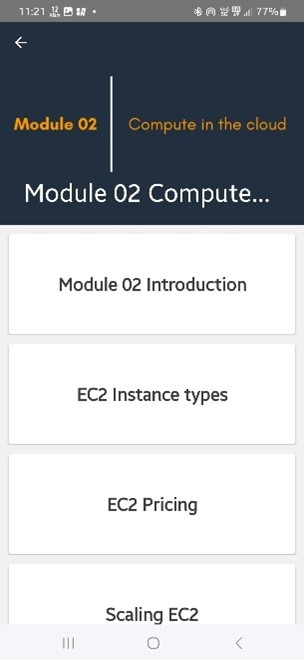 11:21
77%
Module 02
Compute in the cloud
Module 02 Compute...
Module 02 Introduction
EC2 Instance types
EC2 Pricing
Scaling EC2